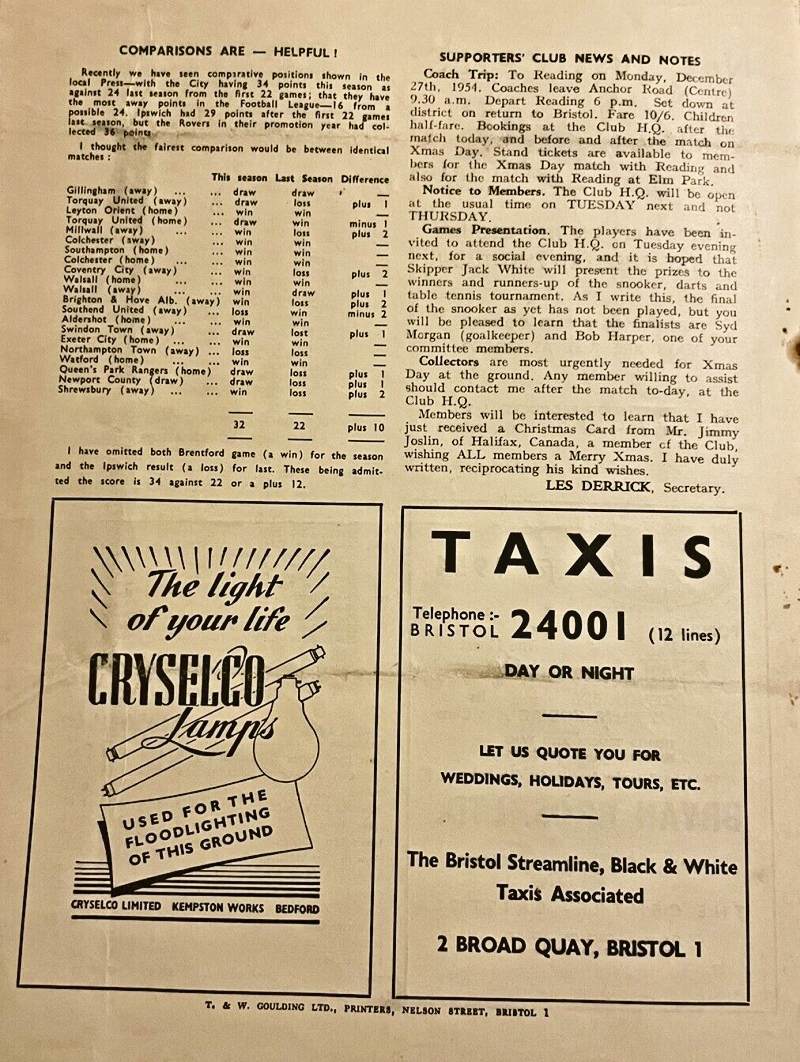 COMPARISONS ARE — HELPFUL !
Recently we have seen comparative positions shown in the
local Press—with the City having 34 points this season as
against 24 last season from the first 22 games; that they have
the most away points in the Football League—16 from a
possible 24. Ipswich had 29 points after the first 22 games
last season, but the Rovers in their promotion year had col-
lected 36 points
I thought the fairest comparison would be between identical
matches :
This season Last Season Difference
Gillingham (away) ... ... draw draw —
Torquay United (away) ... draw loss plus 1
Leyton Orient (home) ... win win —
Torquay United (home) ... draw win minus 1
Millwall (away) ... ... win loss plus 2
Colchester (away) ... win win —
Southampton (home) ... win win —
Colchester (home) ... win win —
Coventry City (away) ... win loss plus 2
Walsall (home) ... ... win win —
Walsall (away) ... ... win draw plus 1
Brighton & Hove Alb. (away) win loss plus 2
Southend United (away) ... loss win minus 2
Aldershot (home) ... ... win win —
Swindon Town (away) ... draw lost plus 1
Exeter City (home) ... win win —
Northampton Town (away) ... loss loss —
Watford (home) ... ... win win —
Queen's Park Rangers (home) draw loss plus 1
Newport County (draw) ... draw loss plus 1
Shrewsbury (away) ... ... win loss plus 2
32 22 plus 10
I have omitted both Brentford game (a win) for the season
and the Ipswich result (a loss) for last. These being admit-
ted the score is 34 against 22 or a plus 12.
SUPPORTERS' CLUB NEWS AND NOTES
Coach Trip: To Reading on Monday, December
27th, 1954. Coaches leave Anchor Road (Centre)
9.30 a.m. Depart Reading 6 p.m. Set down at
district on return to Bristol. Fare 10/6. Children
half-fare. Bookings at the Club H.Q. after the
match today, and before and after the match on
Xmas Day. Stand tickets are available to mem-
bers for the Xmas Day match with Reading and
also for the match with Reading at Elm Park.
Notice to Members. The Club H.Q. will be open
at the usual time on TUESDAY next and not
THURSDAY.
Games Presentation. The players have been in-
vited to attend the Club H.Q. on Tuesday evening
next, for a social evening, and it is hoped that
Skipper Jack White will present the prizes to the
winners and runners-up of the snooker, darts and
table tennis tournament. As I write this, the final
of the snooker as yet has not been played, but you
will be pleased to learn that the finalists are Syd
Morgan (goalkeeper) and Bob Harper, one of your
committee members.
Collectors are most urgently needed for Xmas
Day at the ground. Any member willing to assist
should contact me after the match to-day, at the
Club H.Q.
Members will be interested to learn that I have
just received a Christmas Card from Mr. Jimmy
Joslin, of Halifax, Canada, a member of the Club,
wishing ALL members a Merry Xmas. I have duly
written, reciprocating his kind wishes.
LES DERRICK, Secretary.
The light
of your life
CRYSELCO
Lamps
USED FOR THE
FLOODLIGHTING
OF THIS GROUND
CRYSELCO LIMITED KEMPSTON WORKS BEDFORD
TAXIS
Telephone :-
BRISTOL 24001 (12 lines)
DAY OR NIGHT
LET US QUOTE YOU FOR
WEDDINGS, HOLIDAYS, TOURS, ETC.
The Bristol Streamline, Black & White
Taxis Associated
2 BROAD QUAY, BRISTOL 1
T. & W. GOULDING LTD., PRINTERS, NELSON STREET, BRISTOL 1